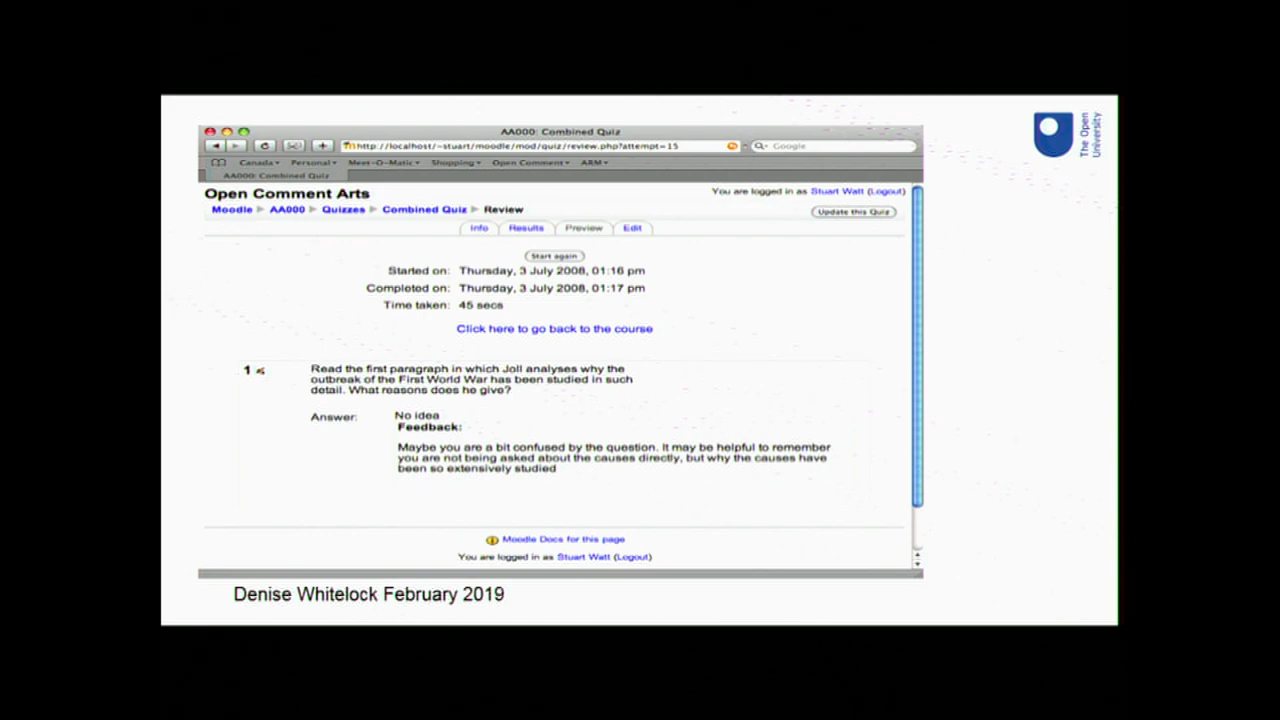 AA000: Combined Quiz
http://localhost/~stuart/moodle/mod/quiz/review.php?attempt=15
Google
Canada Personal Meet-O-Matic Shopping Open Comment ARM
AA000: Combined Quiz
Open Comment Arts
You are logged in as Stuart Watt (Logout)
Moodle AA000 Quizzes Combined Quiz Review
Update this Quiz
Info Results Preview Edit
Start again
Started on: Thursday, 3 July 2008, 01:16 pm
Completed on: Thursday, 3 July 2008, 01:17 pm
Time taken: 45 secs
Click here to go back to the course
1
Read the first paragraph in which Joll analyses why the
outbreak of the First World War has been studied in such
detail. What reasons does he give?
Answer: No idea
Feedback:
Maybe you are a bit confused by the question. It may be helpful to remember
you are not being asked about the causes directly, but why the causes have
been so extensively studied
Moodle Docs for this page
You are logged in as Stuart Watt (Logout)
Denise Whitelock February 2019
The Open
University